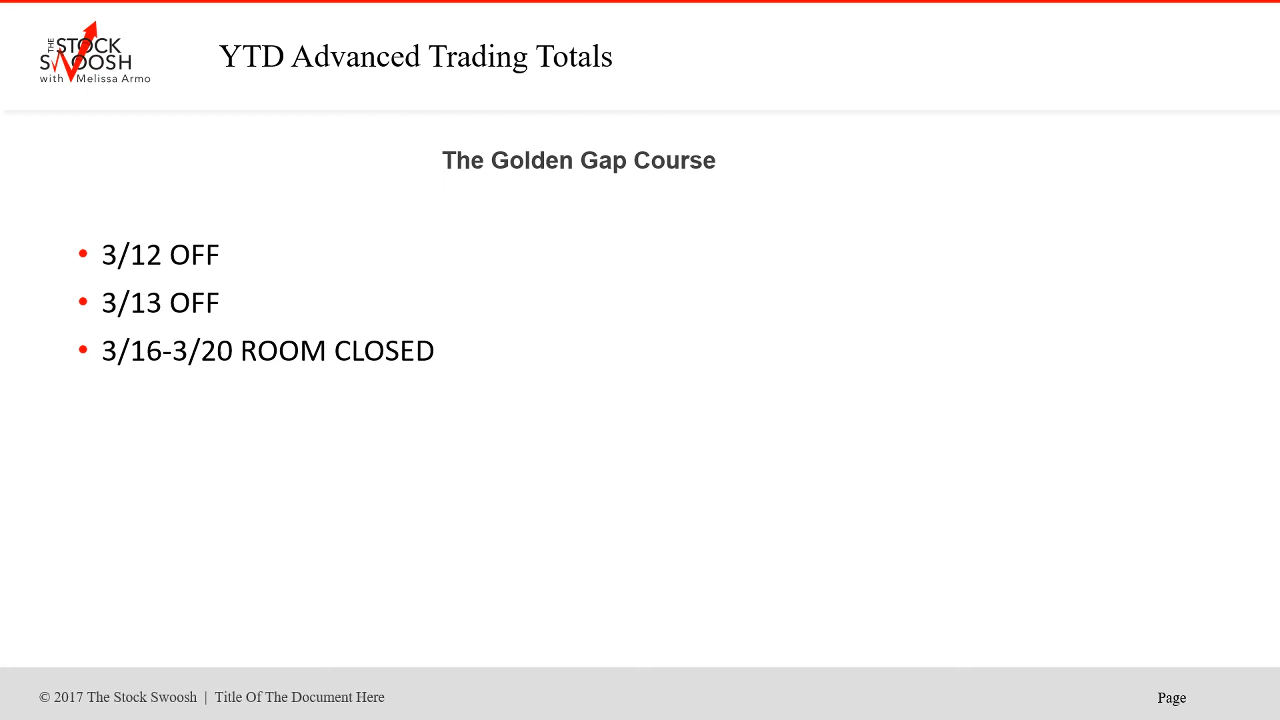 THE STOCK
SWOOSH
with Melissa Armo
YTD Advanced Trading Totals
The Golden Gap Course
• 3/12 OFF
• 3/13 OFF
• 3/16-3/20 ROOM CLOSED
© 2017 The Stock Swoosh | Title Of The Document Here
Page